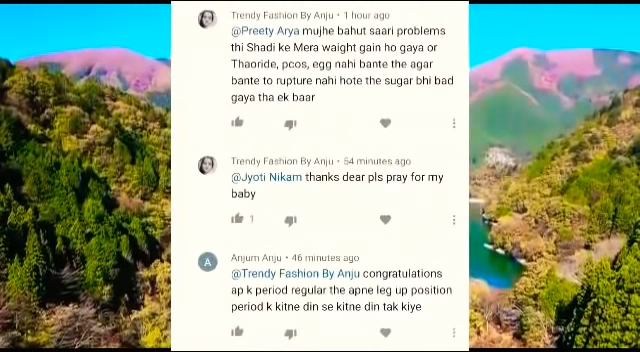 Trendy Fashion By Anju • 1 hour ago
@Preety Arya mujhe bahut saari problems
thi Shadi ke Mera waight gain ho gaya or
Thaoride, pcos, egg nahi bante the agar
bante to rupture nahi hote the sugar bhi bad
gaya tha ek baar
Trendy Fashion By Anju • 54 minutes ago
@Jyoti Nikam thanks dear pls pray for my
baby
1
A
Anjum Anju • 46 minutes ago
@Trendy Fashion By Anju congratulations
ap k period regular the apne leg up position
period k kitne din se kitne din tak kiye